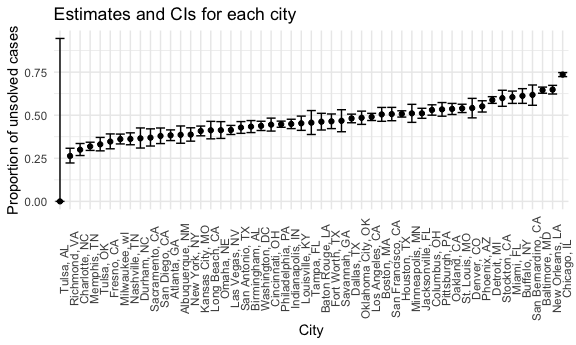 Estimates and CIs for each city
Proportion of unsolved cases
0.75
0.50
0.25
0.00
Tulsa, AL
Richmond, VA
Charlotte, NC
Memphis, TN
Tulsa, OK
Fresno, CA
Milwaukee, wI
Nashville, TN
Durham, NC
Sacramento, CA
San Diego, CA
Atlanta, GA
Albuquerque, NM
New York, NY
Kansas City, MO
Long Beach, CA
Omaha, NE
Las Vegas, NV
San Antonio, TX
Birmingham, AL
Washington, DC
Cincinnati, OH
Philadelphia, PA
Indianapolis, IN
Louisville, KY
Tampa, FL
Baton Rouge, LA
Fort Worth, TX
Savannah, GA
Dallas, TX
Oklahoma City, OK
Los Angeles, CA
Boston, MA
San Francisco, CA
Houston, TX
Minneapolis, MN
Jacksonville, FL
Columbus, OH
Pittsburgh, PA
Oakland, CA
St. Louis, MO
Denver, CO
Phoenix, AZ
Detroit, MI
Stockton, CA
Miami, FL
Buffalo, NY
San Bernardino, CA
Baltimore, MD
New Orleans, LA
Chicago, IL
City